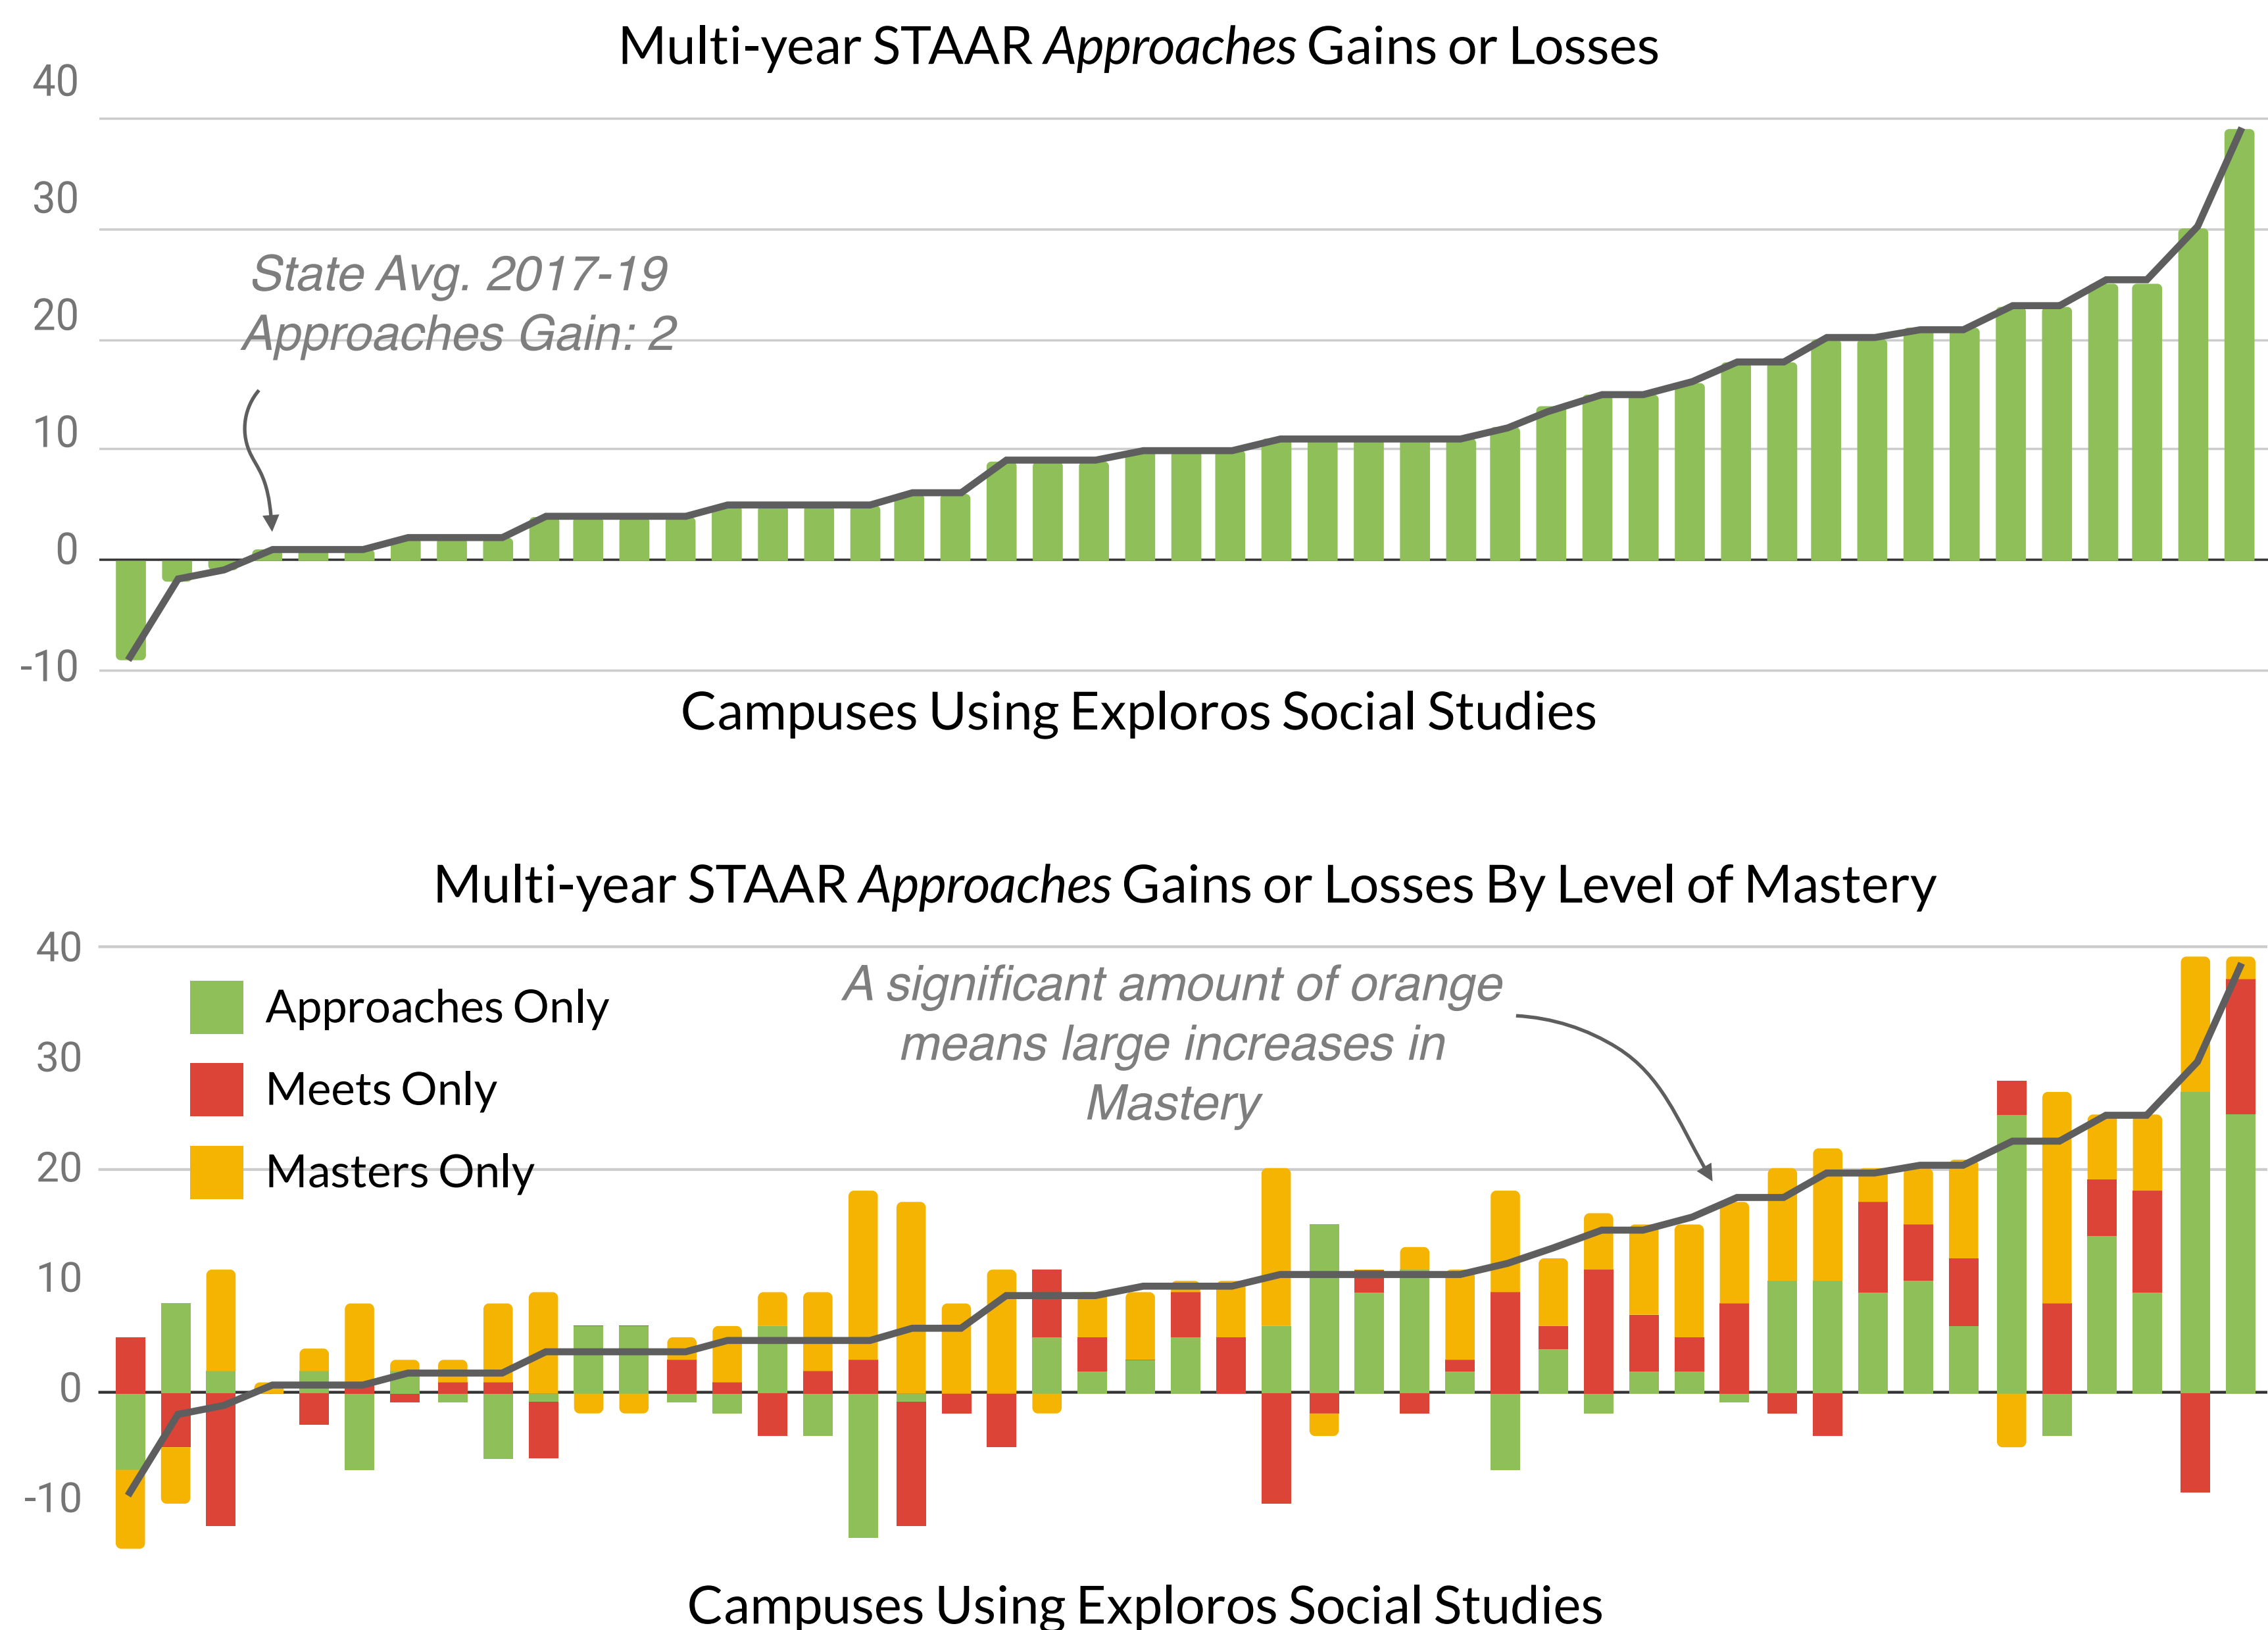 Multi-year STAAR Approaches Gains or Losses
40
30
State Avg. 2017-19
Approaches Gain: 2
20
10
0
-10
Campuses Using Exploros Social Studies
Multi-year STAAR Approaches Gains or Losses By Level of Mastery
40
A significant amount of orange
means large increases in
Mastery
Approaches Only
30
Meets Only
20
Masters Only
10
0
-10
Campuses Using Exploros Social Studies